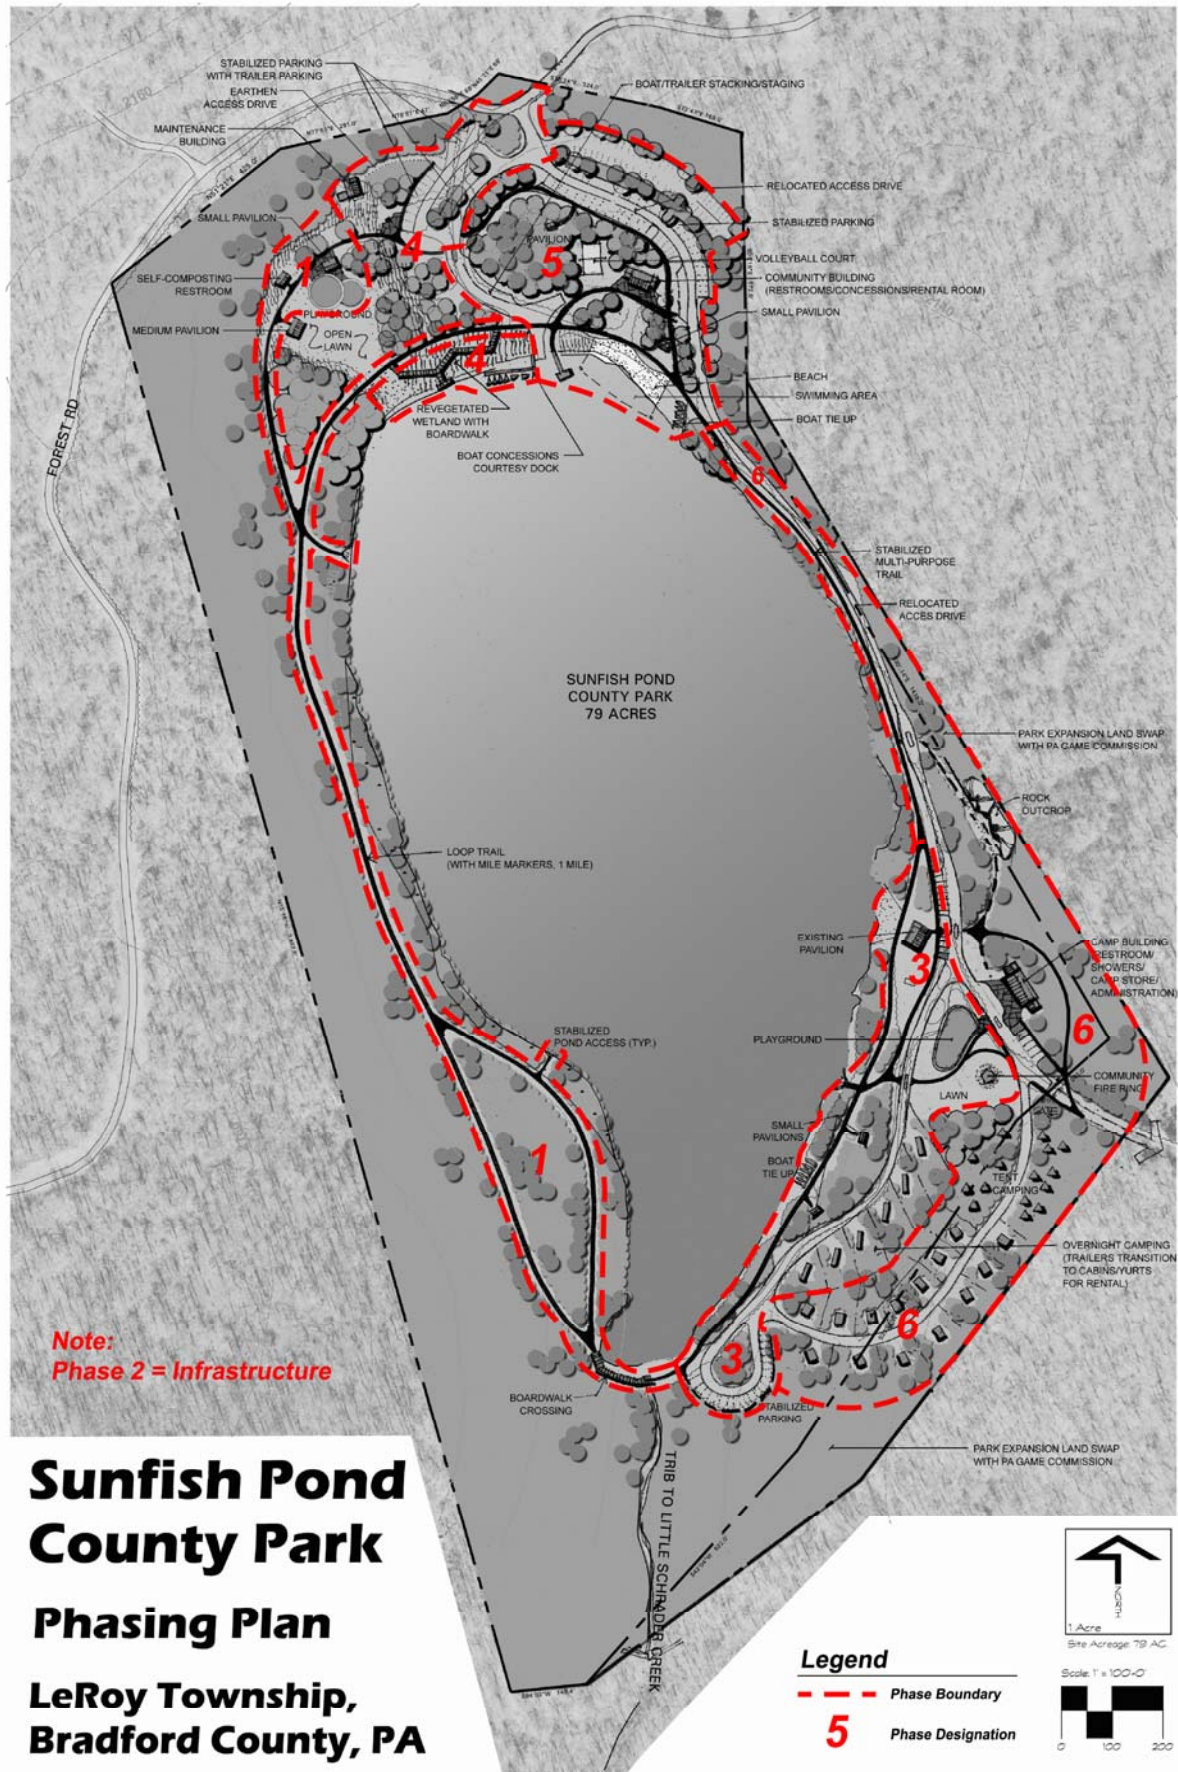 STABILIZED PARKING
WITH TRAILER PARKING
EARTHEN
ACCESS DRIVE
MAINTENANCE
BUILDING
BOAT/TRAILER STACKING/STAGING
2160
RELOCATED ACCESS DRIVE
SMALL PAVILION
STABILIZED PARKING
PAVILION
4
5
1
VOLLEYBALL COURT
SELF-COMPOSTING
RESTROOM
COMMUNITY BUILDING
(RESTROOMS/CONCESSIONS/RENTAL ROOM)
PLAYGROUND
MEDIUM PAVILION
OPEN
LAWN
SMALL PAVILION
4
BEACH
SWIMMING AREA
REVEGETATED
WETLAND WITH
BOARDWALK
BOAT TIE UP
FOREST RD
BOAT CONCESSIONS
COURTESY DOCK
6
STABILIZED
MULTI-PURPOSE
TRAIL
RELOCATED
ACCES DRIVE
SUNFISH POND
COUNTY PARK
79 ACRES
PARK EXPANSION LAND SWAP
WITH PA GAME COMMISSION
ROCK
OUTCROP
LOOP TRAIL
(WITH MILE MARKERS, 1 MILE)
EXISTING
PAVILION
3
CAMP BUILDING
(RESTROOM/
SHOWERS/
CAMP STORE/
ADMINISTRATION)
6
STABILIZED
POND ACCESS (TYP.)
PLAYGROUND
COMMUNITY
FIRE RING
LAWN
SMALL
PAVILIONS
BOAT
TIE UP
1
TENT
CAMPING
OVERNIGHT CAMPING
(TRAILERS TRANSITION
TO CABINS/YURTS
FOR RENTAL)
6
3
Note:
Phase 2 = Infrastructure
BOARDWALK
CROSSING
STABILIZED
PARKING
PARK EXPANSION LAND SWAP
WITH PA GAME COMMISSION
TRIB TO LITTLE SCHRADER CREEK
Sunfish Pond
County Park
Phasing Plan
LeRoy Township,
Bradford County, PA
NORTH
1 Acre
Site Acreage: 79 AC
Legend
Phase Boundary
5
Phase Designation
Scale: 1" = 100'-0"
0 100 200